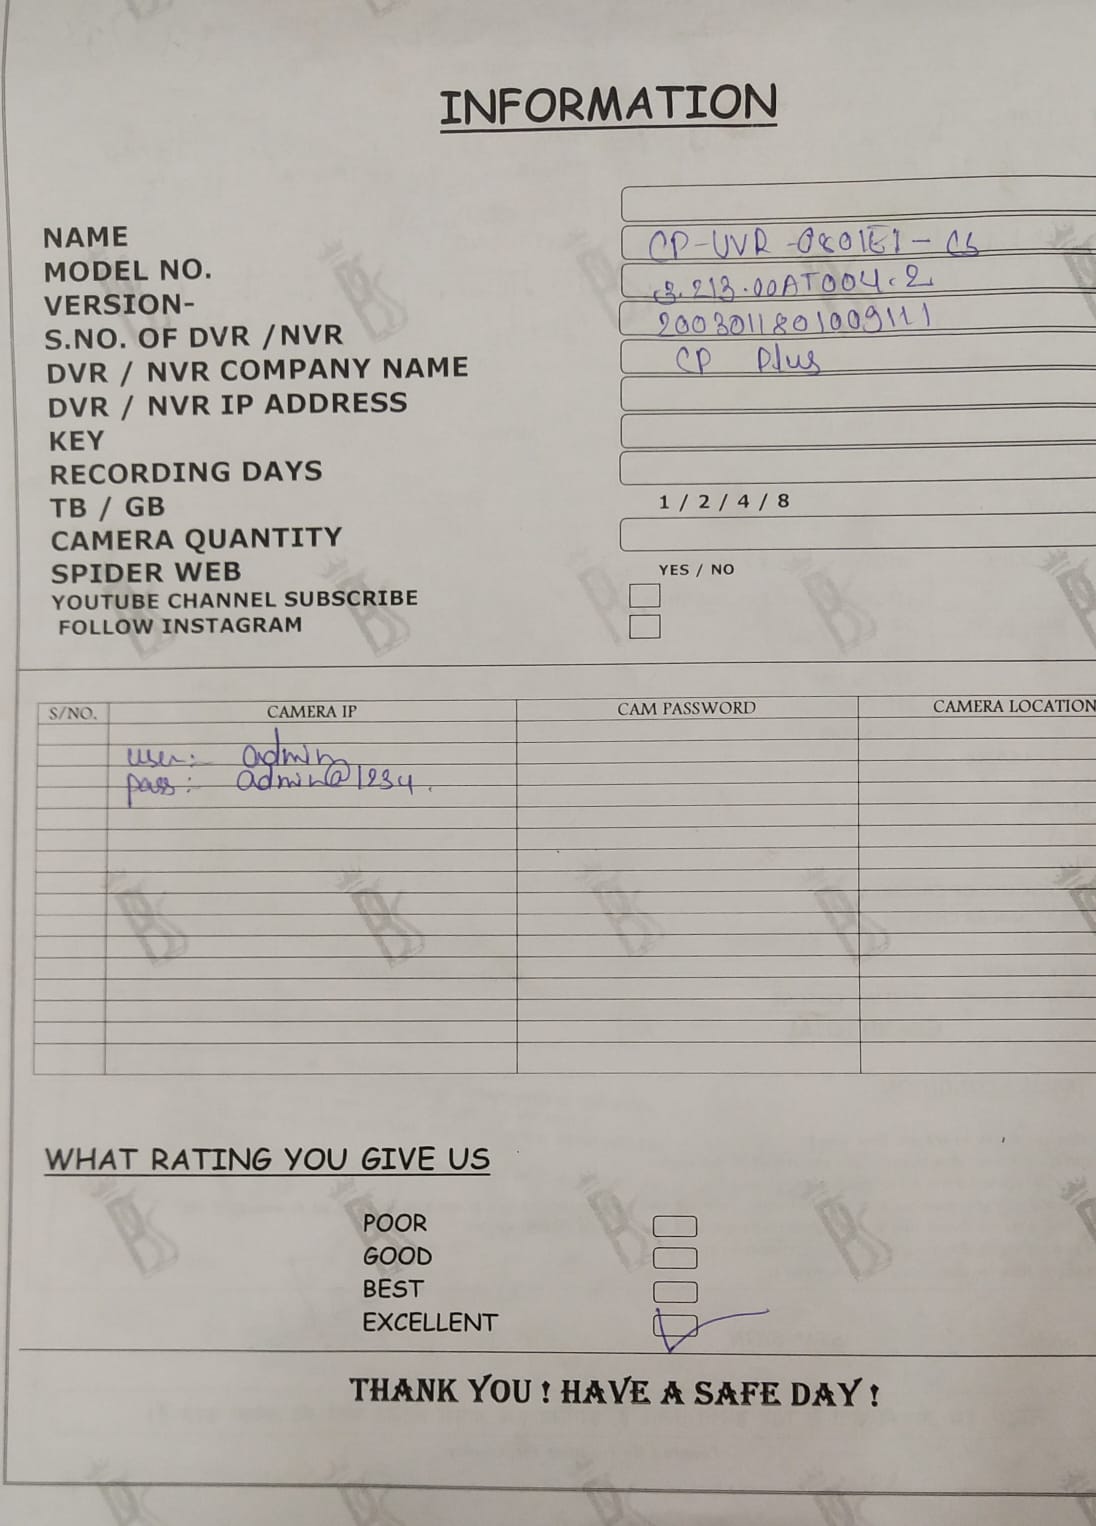 INFORMATION
NAME
MODEL NO. CP-UVR-0801E1-CS
VERSION- 3.213.00AT004.2
S.NO. OF DVR / NVR
DVR / NVR COMPANY NAME CP Plus
DVR / NVR IP ADDRESS
KEY
RECORDING DAYS
TB / GB 1 / 2 / 4 / 8
CAMERA QUANTITY
SPIDER WEB YES / NO
YOUTUBE CHANNEL SUBSCRIBE
FOLLOW INSTAGRAM
S/NO. CAMERA IP CAM PASSWORD CAMERA LOCATION
user:- admin
pass:- admin@1234.
WHAT RATING YOU GIVE US
POOR
GOOD
BEST
EXCELLENT
THANK YOU ! HAVE A SAFE DAY !